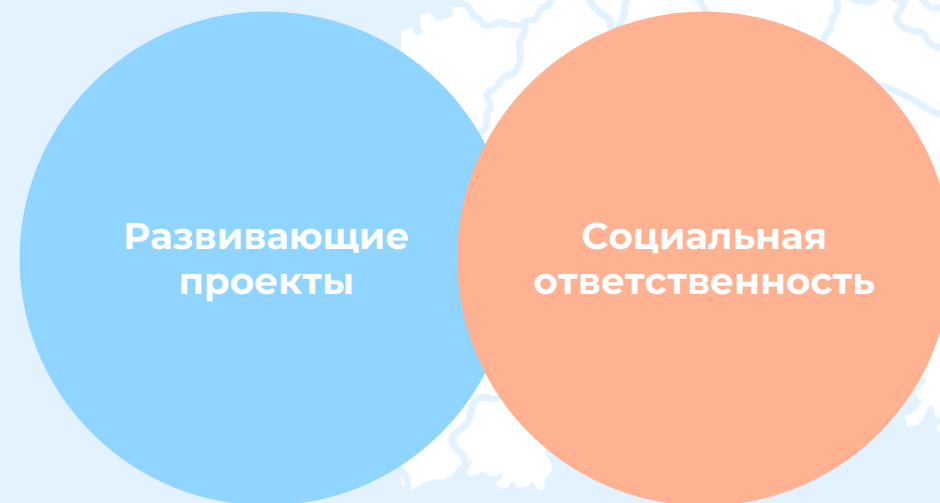 Развивающие
проекты
Социальная
ответственность